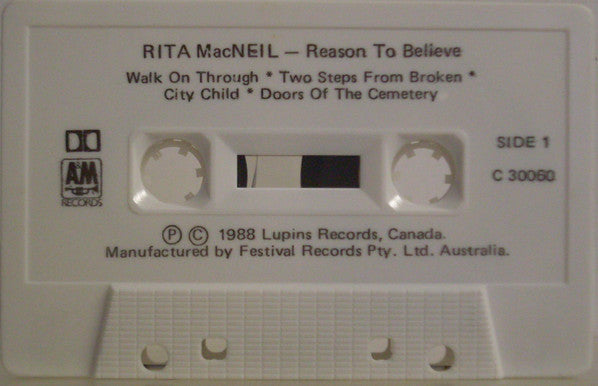 RITA MacNEIL — Reason To Believe
Walk On Through * Two Steps From Broken *
City Child * Doors Of The Cemetery
SIDE 1
A&M
RECORDS
C 30060
Ⓟ © 1988 Lupins Records, Canada.
Manufactured by Festival Records Pty. Ltd. Australia.